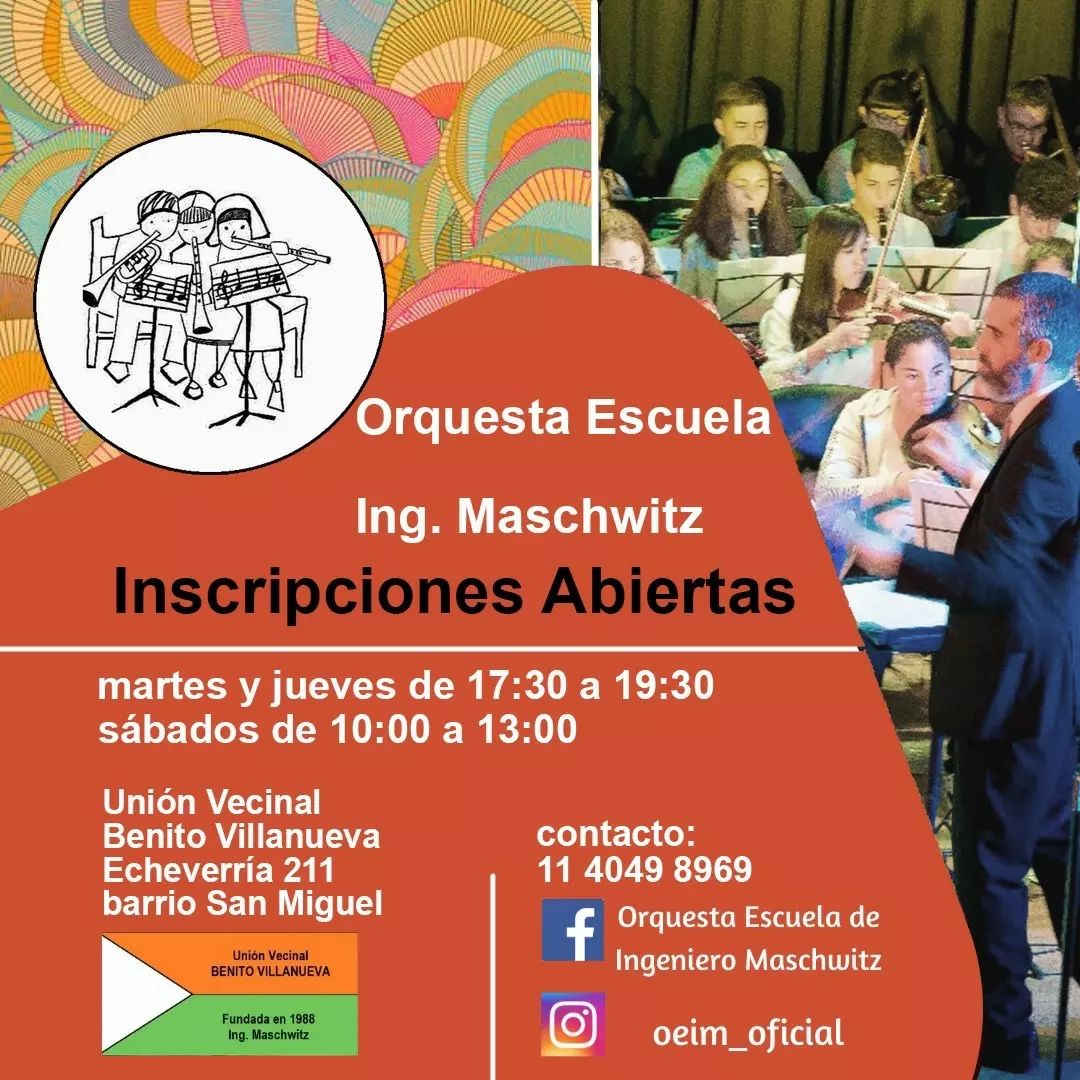 Orquesta Escuela
Ing. Maschwitz
Inscripciones Abiertas
martes y jueves de 17:30 a 19:30
sábados de 10:00 a 13:00
Unión Vecinal
Benito Villanueva
Echeverría 211
barrio San Miguel
Unión Vecinal
BENITO VILLANUEVA
Fundada en 1988
Ing. Maschwitz
contacto:
11 4049 8969
Orquesta Escuela de
Ingeniero Maschwitz
oeim_oficial